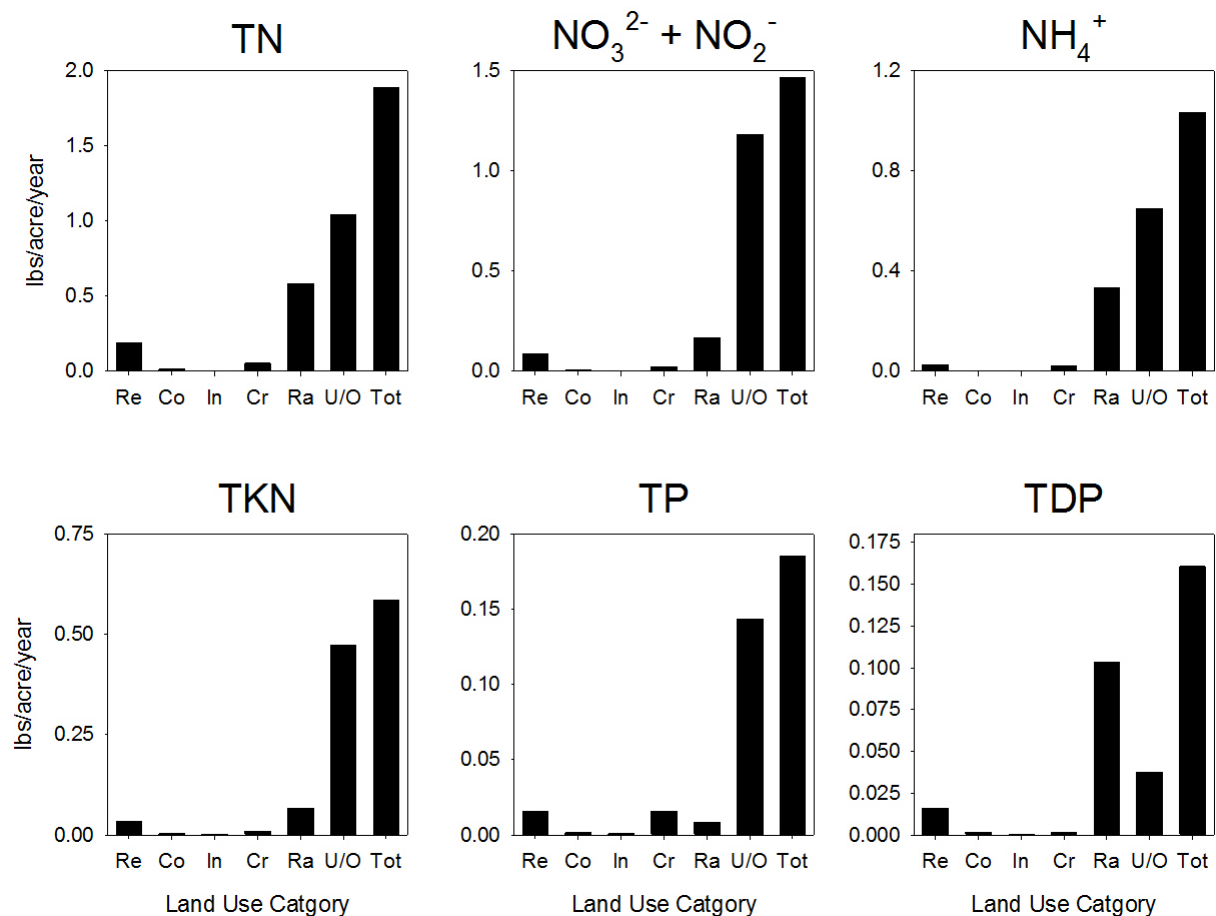 TN
NO₃²⁻ + NO₂⁻
NH₄⁺
lbs/acre/year
2.0
1.5
1.0
0.5
0.0
Re Co In Cr Ra U/O Tot
1.5
1.0
0.5
0.0
Re Co In Cr Ra U/O Tot
1.2
0.8
0.4
0.0
Re Co In Cr Ra U/O Tot
TKN
TP
TDP
lbs/acre/year
0.75
0.50
0.25
0.00
Re Co In Cr Ra U/O Tot
Land Use Catgory
0.20
0.15
0.10
0.05
0.00
Re Co In Cr Ra U/O Tot
Land Use Catgory
0.175
0.150
0.125
0.100
0.075
0.050
0.025
0.000
Re Co In Cr Ra U/O Tot
Land Use Catgory